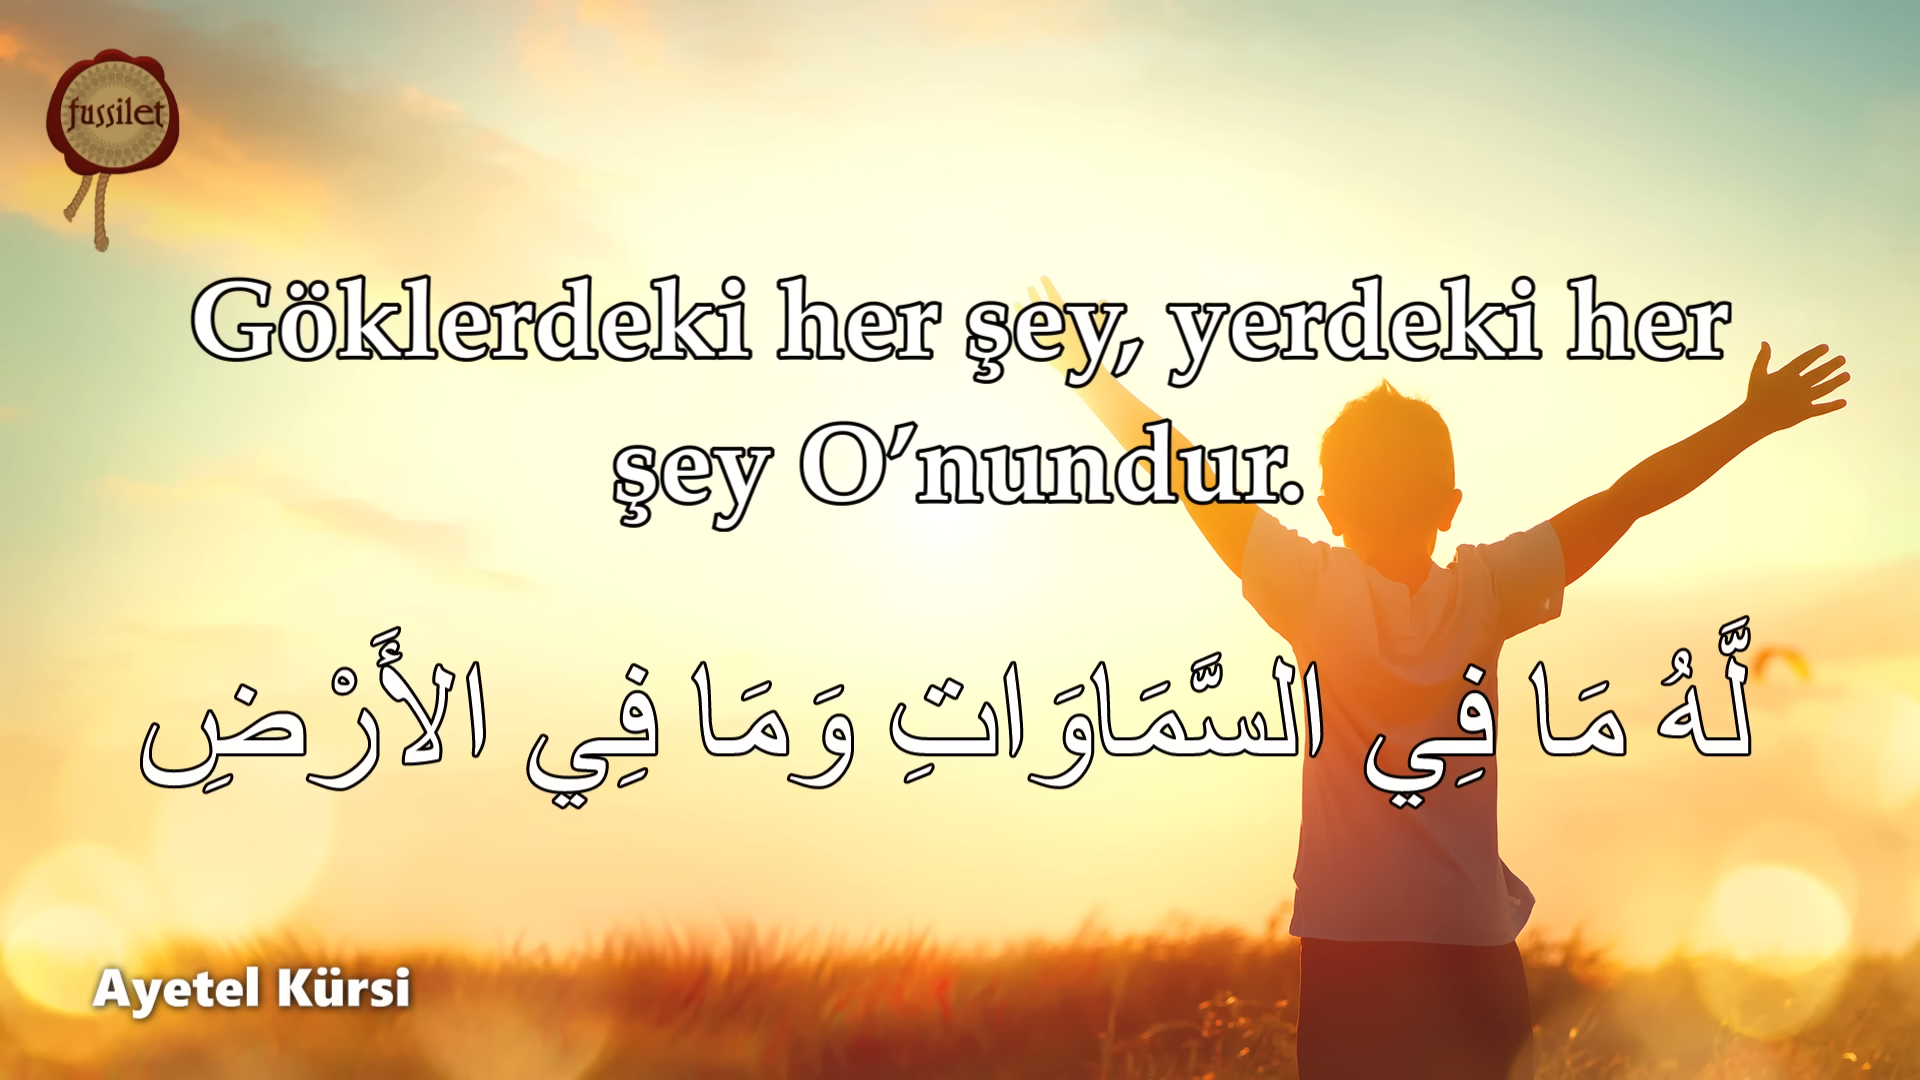 fussilet
Göklerdeki her şey, yerdeki her
şey O’nundur.
لَّهُ مَا فِي السَّمَاوَاتِ وَمَا فِي الأَرْضِ
Ayetel Kürsi